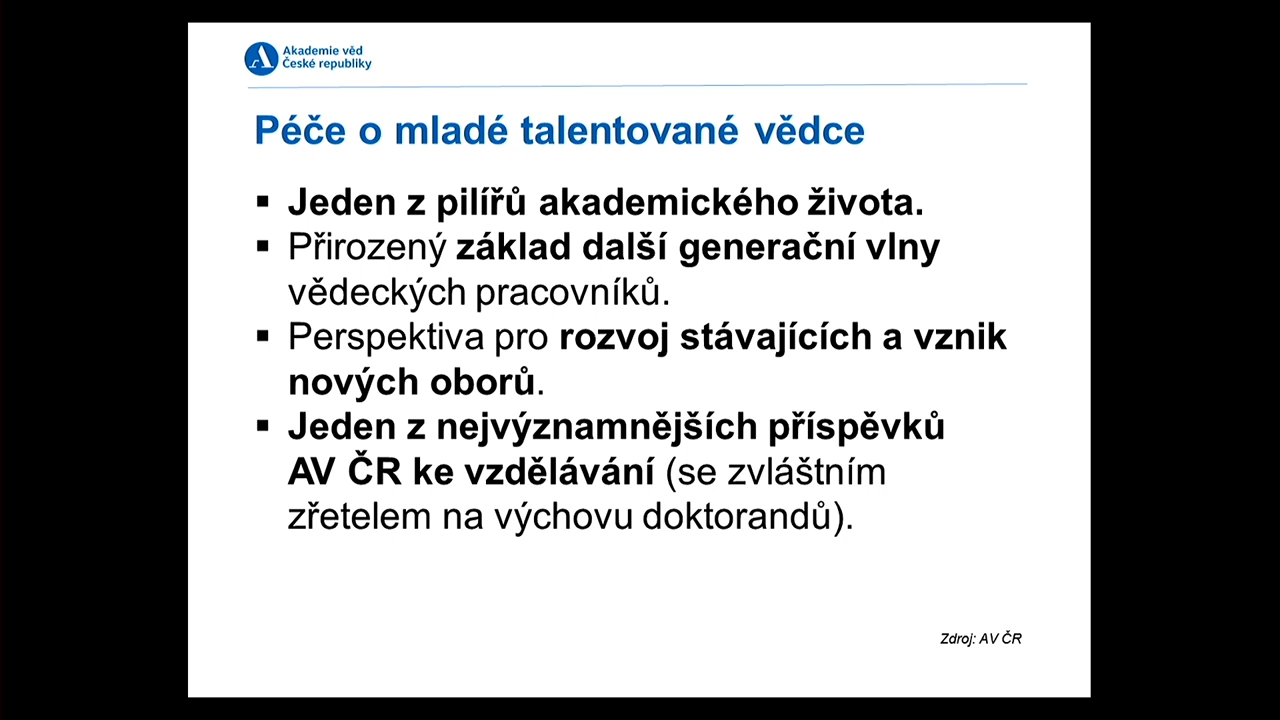 Akademie věd
České republiky
Péče o mladé talentované vědce
▪ Jeden z pilířů akademického života.
▪ Přirozený základ další generační vlny
vědeckých pracovníků.
▪ Perspektiva pro rozvoj stávajících a vznik
nových oborů.
▪ Jeden z nejvýznamnějších příspěvků
AV ČR ke vzdělávání (se zvláštním
zřetelem na výchovu doktorandů).
Zdroj: AV ČR